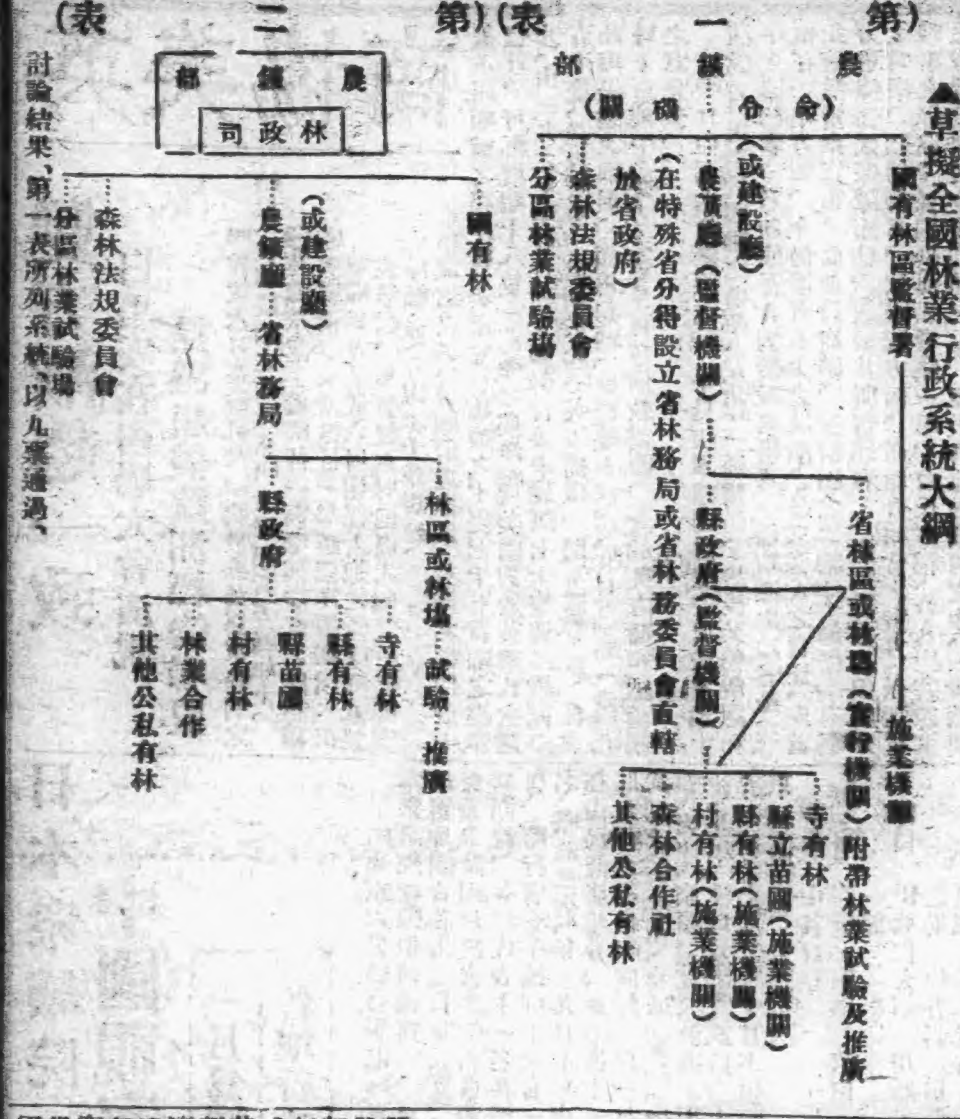 ▲草擬全國林業行政系統大綱
(第一表)
農鑛部
(命令機關)
國有林區監督署
施業機關
(或建設廳)
農鑛廳(監督機關)
(在特殊省分得設立省林務局或省林務委員會直轄
於省政府)
森林法規委員會
分區林業試驗場
省林區或林場(實行機關)附帶林業試驗及推廣
縣政府(監督機關)
寺有林
縣立苗圃(施業機關)
縣有林(施業機關)
村有林(施業機關)
森林合作社
其他公私有林
(第二表)
農鑛部
林政司
國有林
(或建設廳)
農鑛廳
省林務局
森林法規委員會
分區林業試驗場
林區或林場
試驗
推廣
縣政府
寺有林
縣有林
縣苗圃
村有林
林業合作
其他公私有林
討論結果、第一表所列系統、以九票通過、